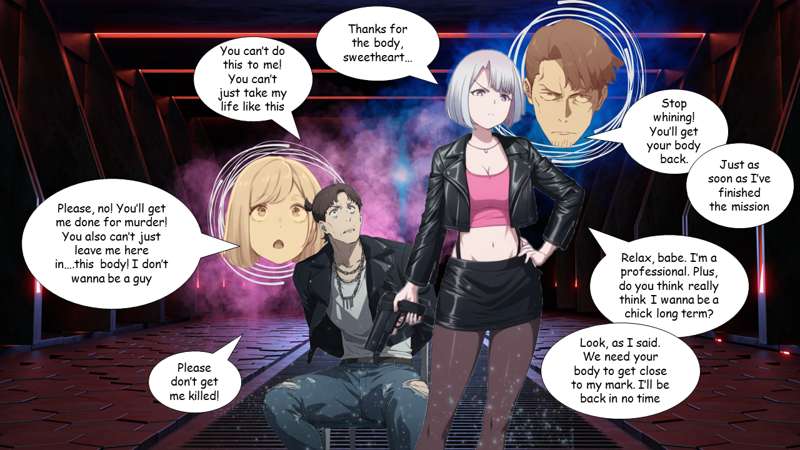 Thanks for
the body,
sweetheart...
You can't do
this to me!
You can't
just take my
life like this
Stop
whining!
You'll get
your body
back.
Just as
soon as I've
finished
the mission
Please, no! You'll get
me done for murder!
You also can't just
leave me here
in....this body! I don't
wanna be a guy
Relax, babe. I'm a
professional. Plus,
do you think really
think I wanna be a
chick long term?
Please
don't get
me killed!
Look, as I said.
We need your
body to get close
to my mark. I'll be
back in no time